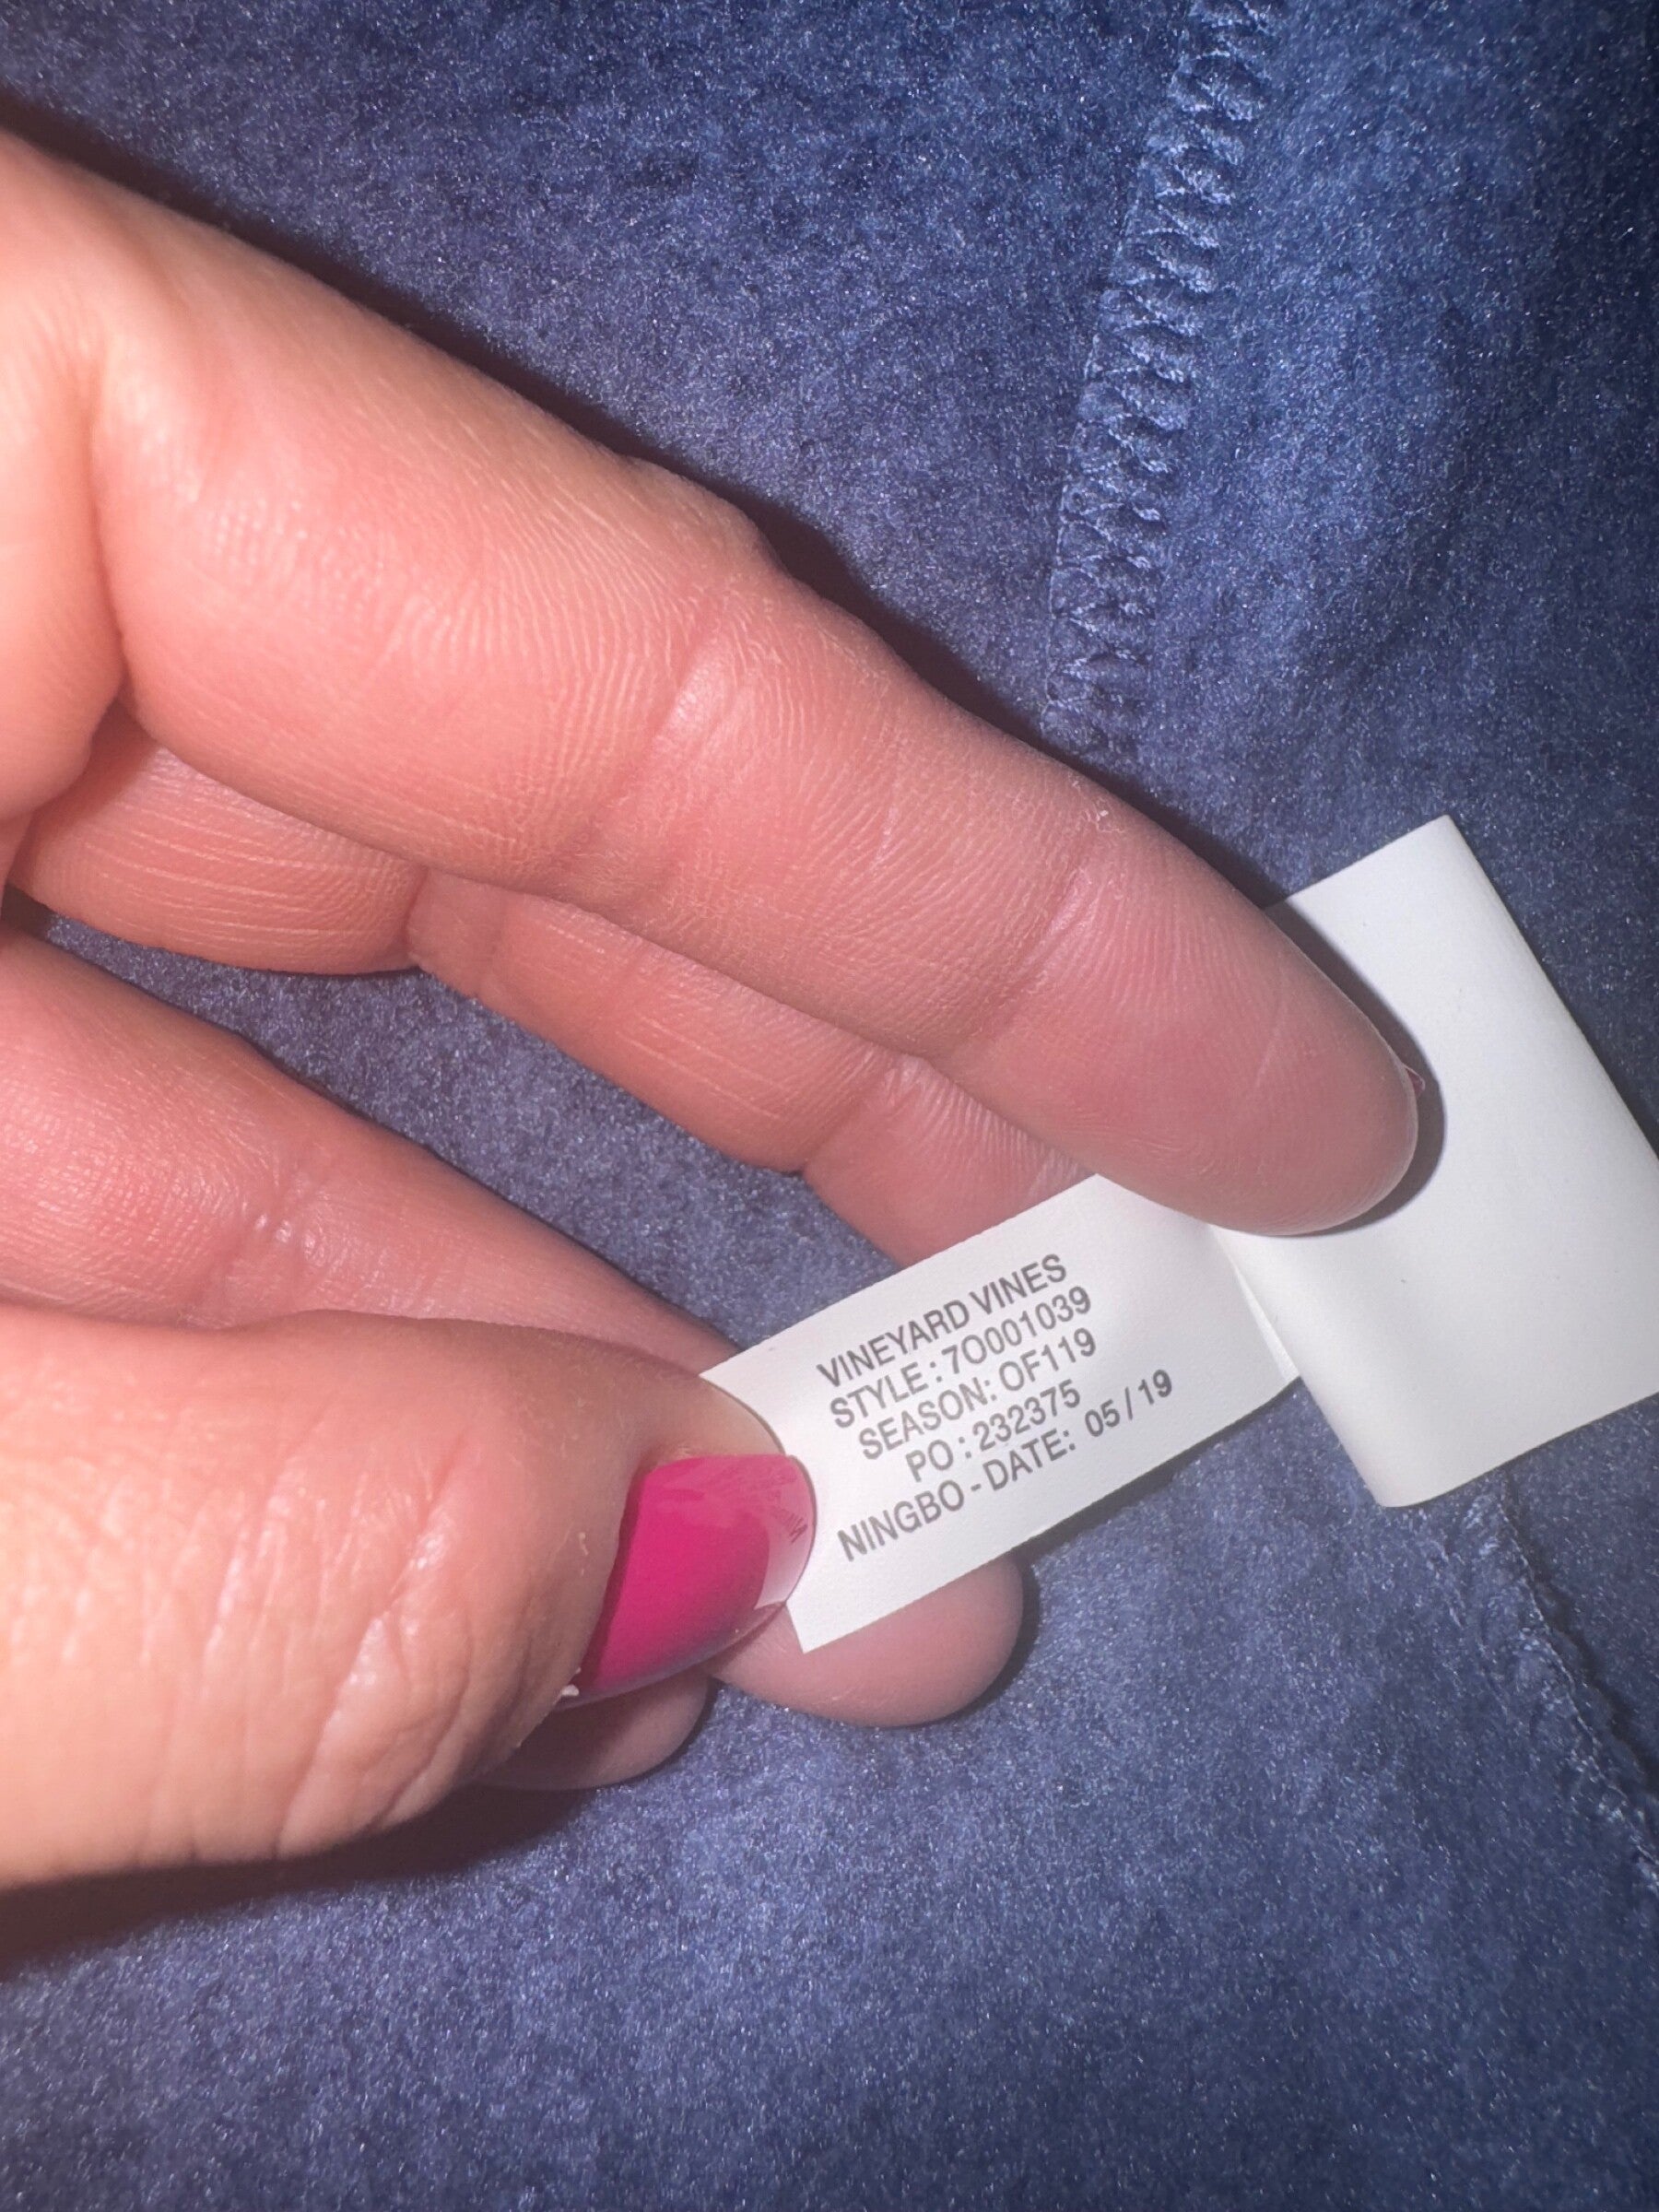 VINEYARD VINES
STYLE : 7O001039
SEASON: OF119
PO : 232375
NINGBO - DATE: 05 / 19